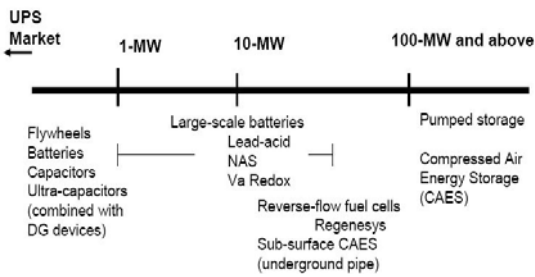 UPS
Market
1-MW
10-MW
100-MW and above
Flywheels
Batteries
Capacitors
Ultra-capacitors
(combined with
DG devices)
Large-scale batteries
Lead-acid
NAS
Va Redox
Reverse-flow fuel cells
Regenesys
Sub-surface CAES
(underground pipe)
Pumped storage
Compressed Air
Energy Storage
(CAES)